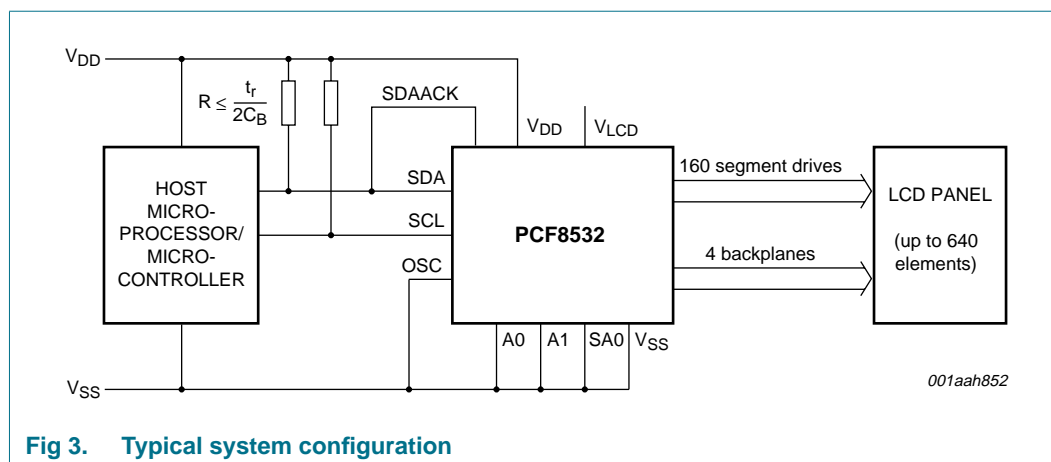 VDD
R ≤ tr
2CB
SDAACK
VDD
VLCD
HOST
MICRO-
PROCESSOR/
MICRO-
CONTROLLER
SDA
SCL
OSC
PCF8532
160 segment drives
4 backplanes
LCD PANEL
(up to 640
elements)
A0
A1
SA0
VSS
VSS
001aah852
Fig 3. Typical system configuration